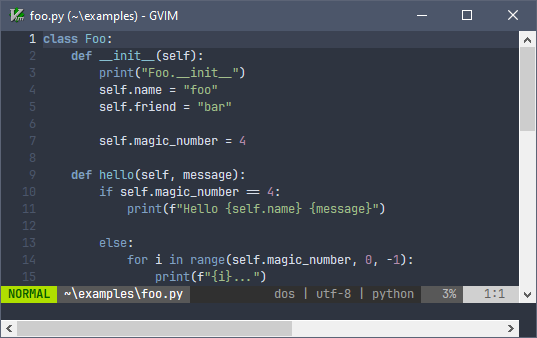 foo.py (~\examples) - GVIM
1 class Foo:
2     def __init__(self):
3         print("Foo.__init__")
4         self.name = "foo"
5         self.friend = "bar"
6
7         self.magic_number = 4
8
9     def hello(self, message):
10         if self.magic_number == 4:
11             print(f"Hello {self.name} {message}")
12
13         else:
14             for i in range(self.magic_number, 0, -1):
15                 print(f"{i}...")
NORMAL ~\examples\foo.py dos | utf-8 | python 3% 1:1